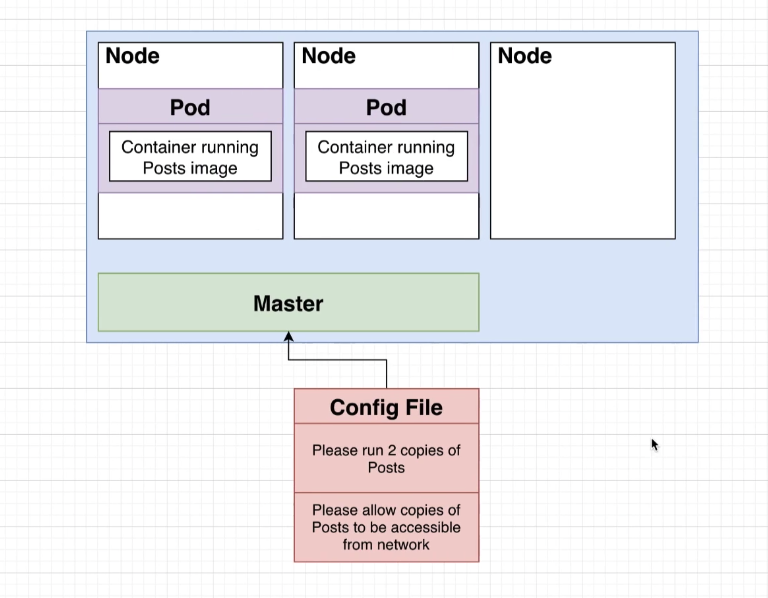 Node
Node
Node
Pod
Pod
Container running
Posts image
Container running
Posts image
Master
Config File
Please run 2 copies of
Posts
Please allow copies of
Posts to be accessible
from network